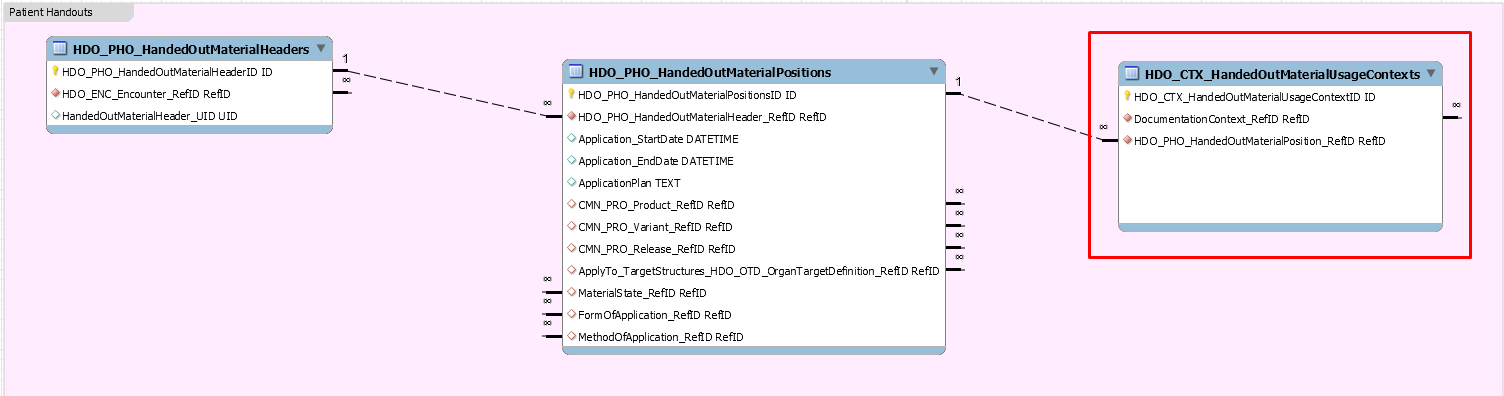 Patient Handouts
HDO_PHO_HandedOutMaterialHeaders
HDO_PHO_HandedOutMaterialHeaderID ID
HDO_ENC_Encounter_RefID RefID
HandedOutMaterialHeader_UID UID
1
∞
∞
HDO_PHO_HandedOutMaterialPositions
HDO_PHO_HandedOutMaterialPositionsID ID
HDO_PHO_HandedOutMaterialHeader_RefID RefID
Application_StartDate DATETIME
Application_EndDate DATETIME
ApplicationPlan TEXT
CMN_PRO_Product_RefID RefID
CMN_PRO_Variant_RefID RefID
CMN_PRO_Release_RefID RefID
ApplyTo_TargetStructures_HDO_OTD_OrganTargetDefinition_RefID RefID
MaterialState_RefID RefID
FormOfApplication_RefID RefID
MethodOfApplication_RefID RefID
∞
∞
∞
1
∞
∞
∞
∞
∞
HDO_CTX_HandedOutMaterialUsageContexts
HDO_CTX_HandedOutMaterialUsageContextID ID
DocumentationContext_RefID RefID
HDO_PHO_HandedOutMaterialPosition_RefID RefID
∞